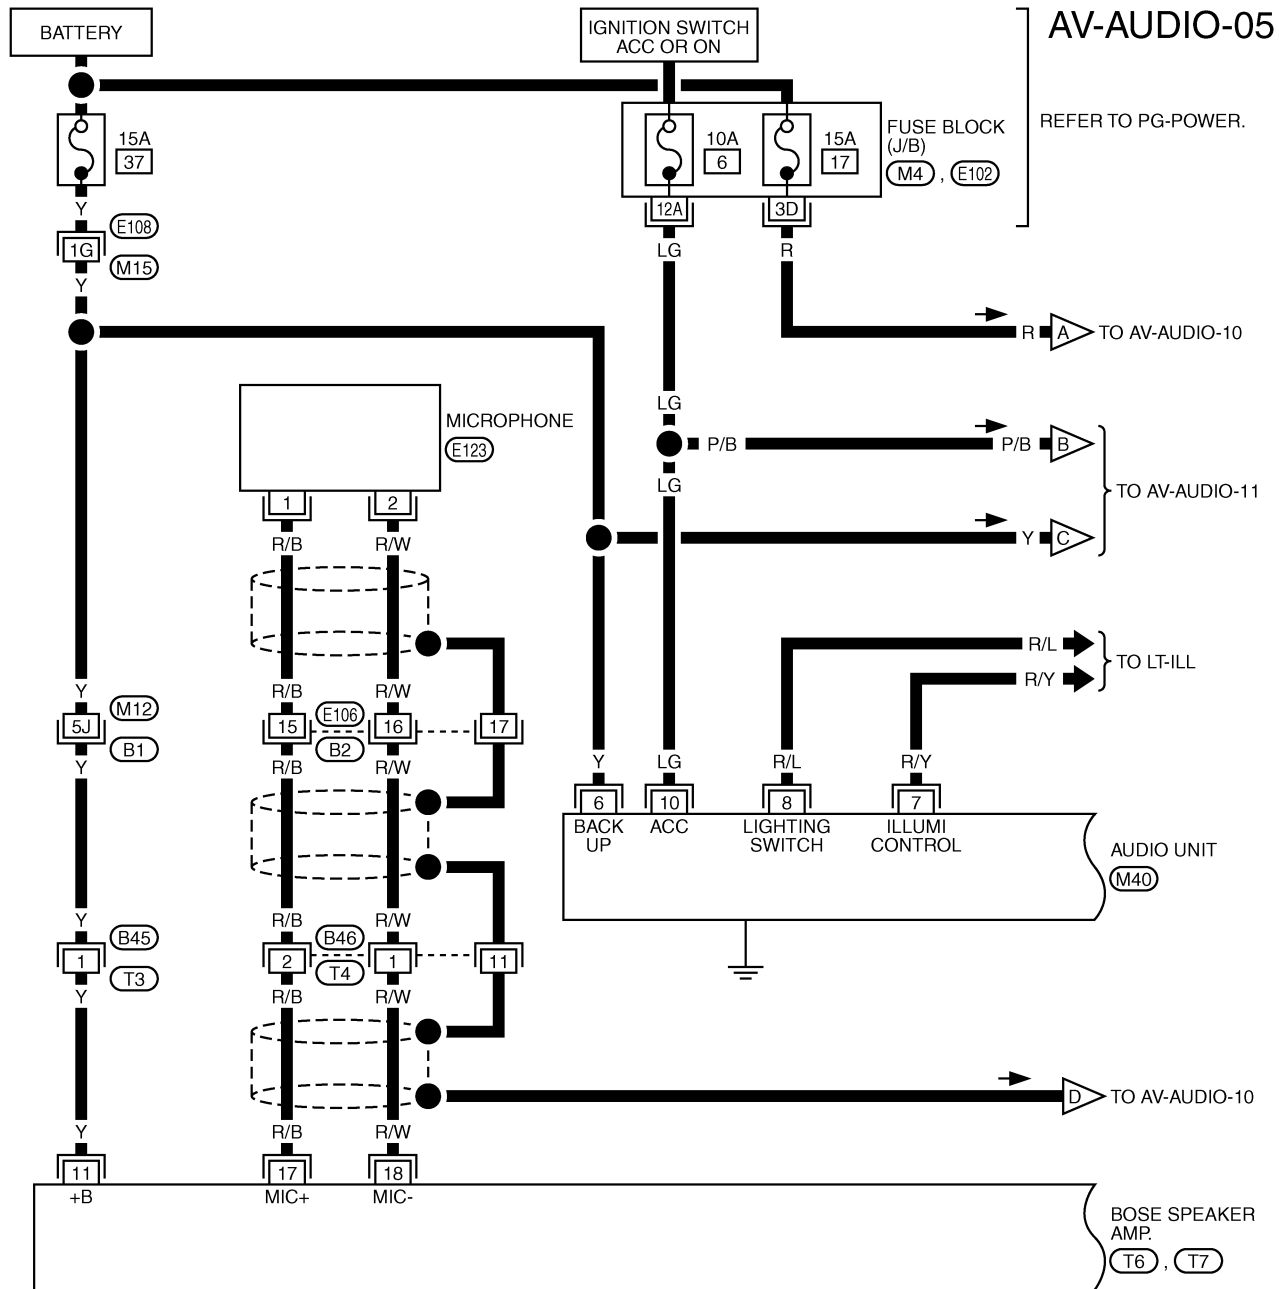 BATTERY
IGNITION SWITCH
ACC OR ON
AV-AUDIO-05
REFER TO PG-POWER.
15A
37
10A
6
15A
17
FUSE BLOCK
(J/B)
M4 , E102
Y
12A
3D
E108
1G
M15
LG
R
Y
R
A
TO AV-AUDIO-10
LG
MICROPHONE
E123
P/B
P/B
B
LG
TO AV-AUDIO-11
1
2
Y
C
R/B
R/W
R/L
R/Y
TO LT-ILL
Y
R/B
R/W
M12
5J
B1
15
E106
16
17
B2
Y
R/B
R/W
Y
LG
R/L
R/Y
6
10
8
7
BACK
UP
ACC
LIGHTING
SWITCH
ILLUMI
CONTROL
AUDIO UNIT
M40
Y
R/B
R/W
B45
1
T3
2
B46
1
11
T4
Y
R/B
R/W
D
TO AV-AUDIO-10
Y
R/B
R/W
11
17
18
+B
MIC+
MIC-
BOSE SPEAKER
AMP.
T6 , T7